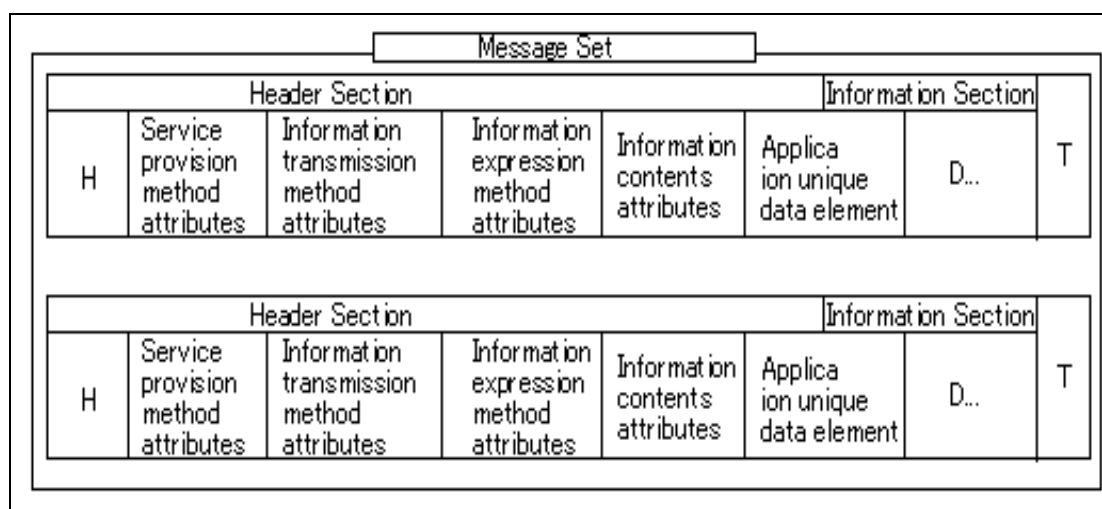 Message Set
Header Section
Information Section
H
Service
provision
method
attributes
Information
transmission
method
attributes
Information
expression
method
attributes
Information
contents
attributes
Applica
ion unique
data element
D...
T
Header Section
Information Section
H
Service
provision
method
attributes
Information
transmission
method
attributes
Information
expression
method
attributes
Information
contents
attributes
Applica
ion unique
data element
D...
T